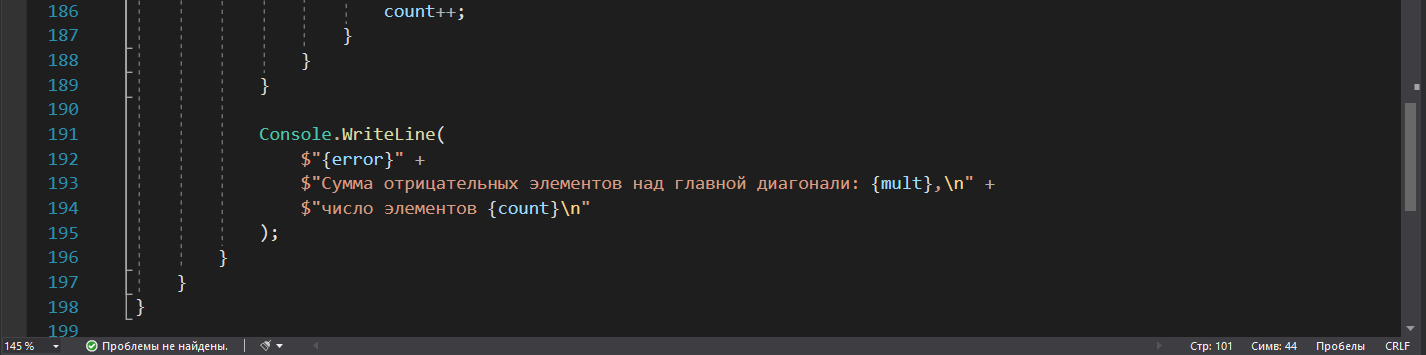 186 count++;
187 }
188 }
189 }
190
191 Console.WriteLine(
192 $"{error}" +
193 $"Сумма отрицательных элементов над главной диагонали: {mult},\n" +
194 $"число элементов {count}\n"
195 );
196 }
197 }
198 }
199
145 % Проблемы не найдены. Стр: 101 Симв: 44 Пробелы CRLF